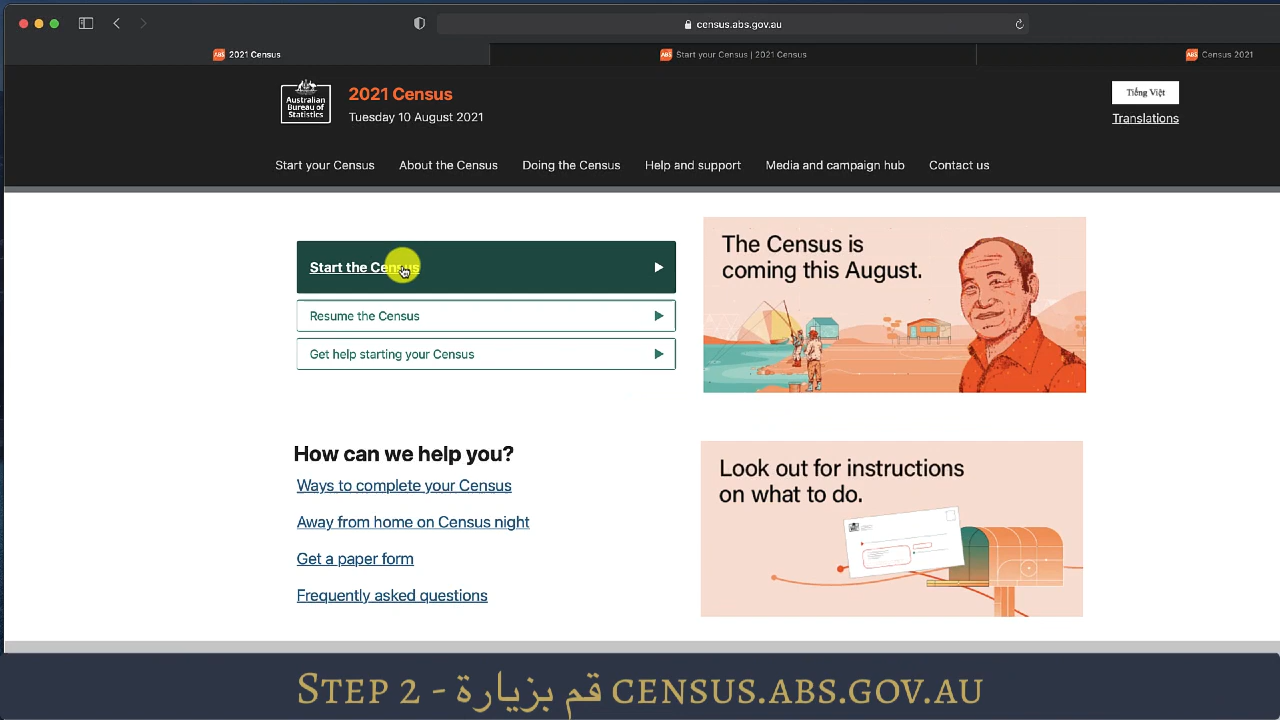 census.abs.gov.au
ABS 2021 Census
ABS Start your Census | 2021 Census
ABS Census 2021
Australian
Bureau of
Statistics
2021 Census
Tuesday 10 August 2021
Tiếng Việt
Translations
Start your Census
About the Census
Doing the Census
Help and support
Media and campaign hub
Contact us
Start the Census
Resume the Census
Get help starting your Census
The Census is
coming this August.
How can we help you?
Ways to complete your Census
Away from home on Census night
Get a paper form
Frequently asked questions
Look out for instructions
on what to do.
Step 2 - قم بزيارة census.abs.gov.au